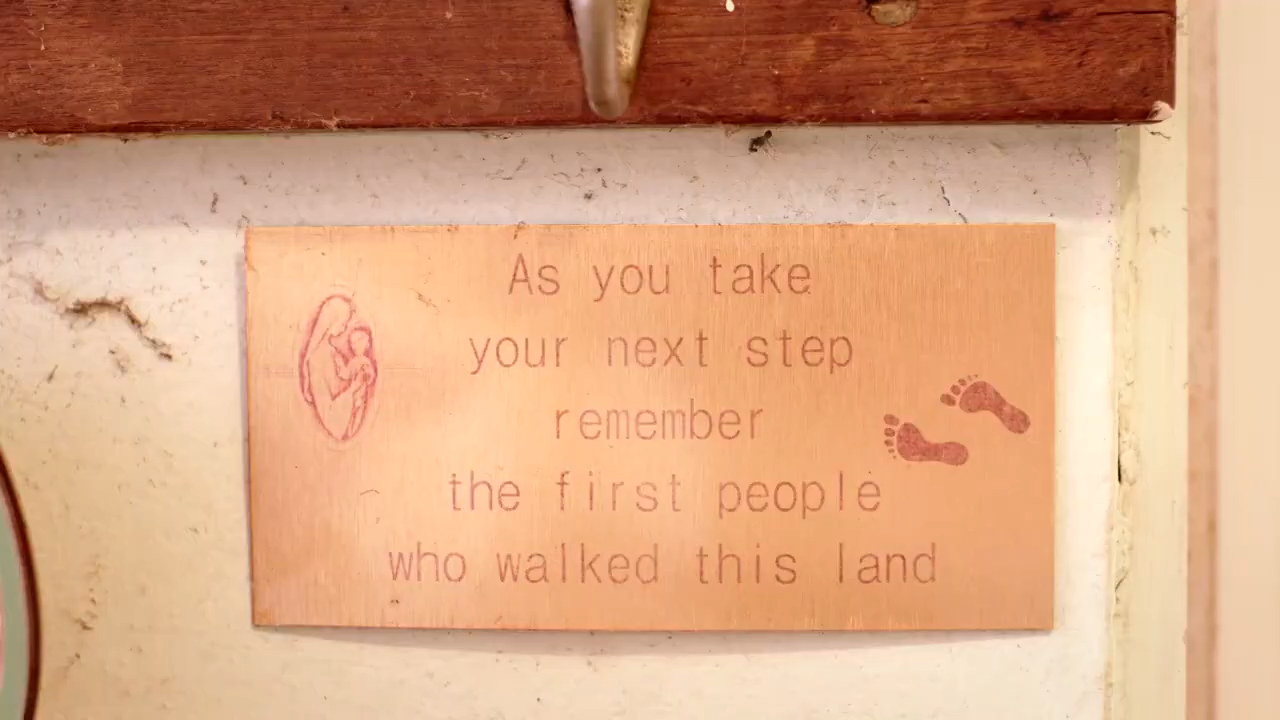 As you take
your next step
remember
the first people
who walked this land